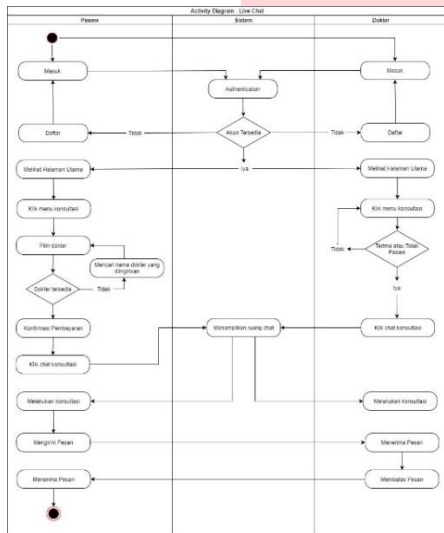 Activity Diagram - Live Chat
Pasien
Sistem
Dokter
Masuk
Masuk
Authentication
Daftar
Tidak
Akun Tersedia
Tidak
Daftar
Iya
Melihat Halaman Utama
Melihat Halaman Utama
Klik menu konsultasi
Klik menu konsultasi
Pilih dokter
Mencari nama dokter yang
diinginkan
Terima atau Tolak
Pasien
Tidak
Dokter tersedia
Tidak
Iya
Konfirmasi Pembayaran
Menampilkan ruang chat
Klik chat konsultasi
Klik chat konsultasi
Melakukan konsultasi
Melakukan konsultasi
Mengirim Pesan
Menerima Pesan
Menerima Pesan
Membalas Pesan